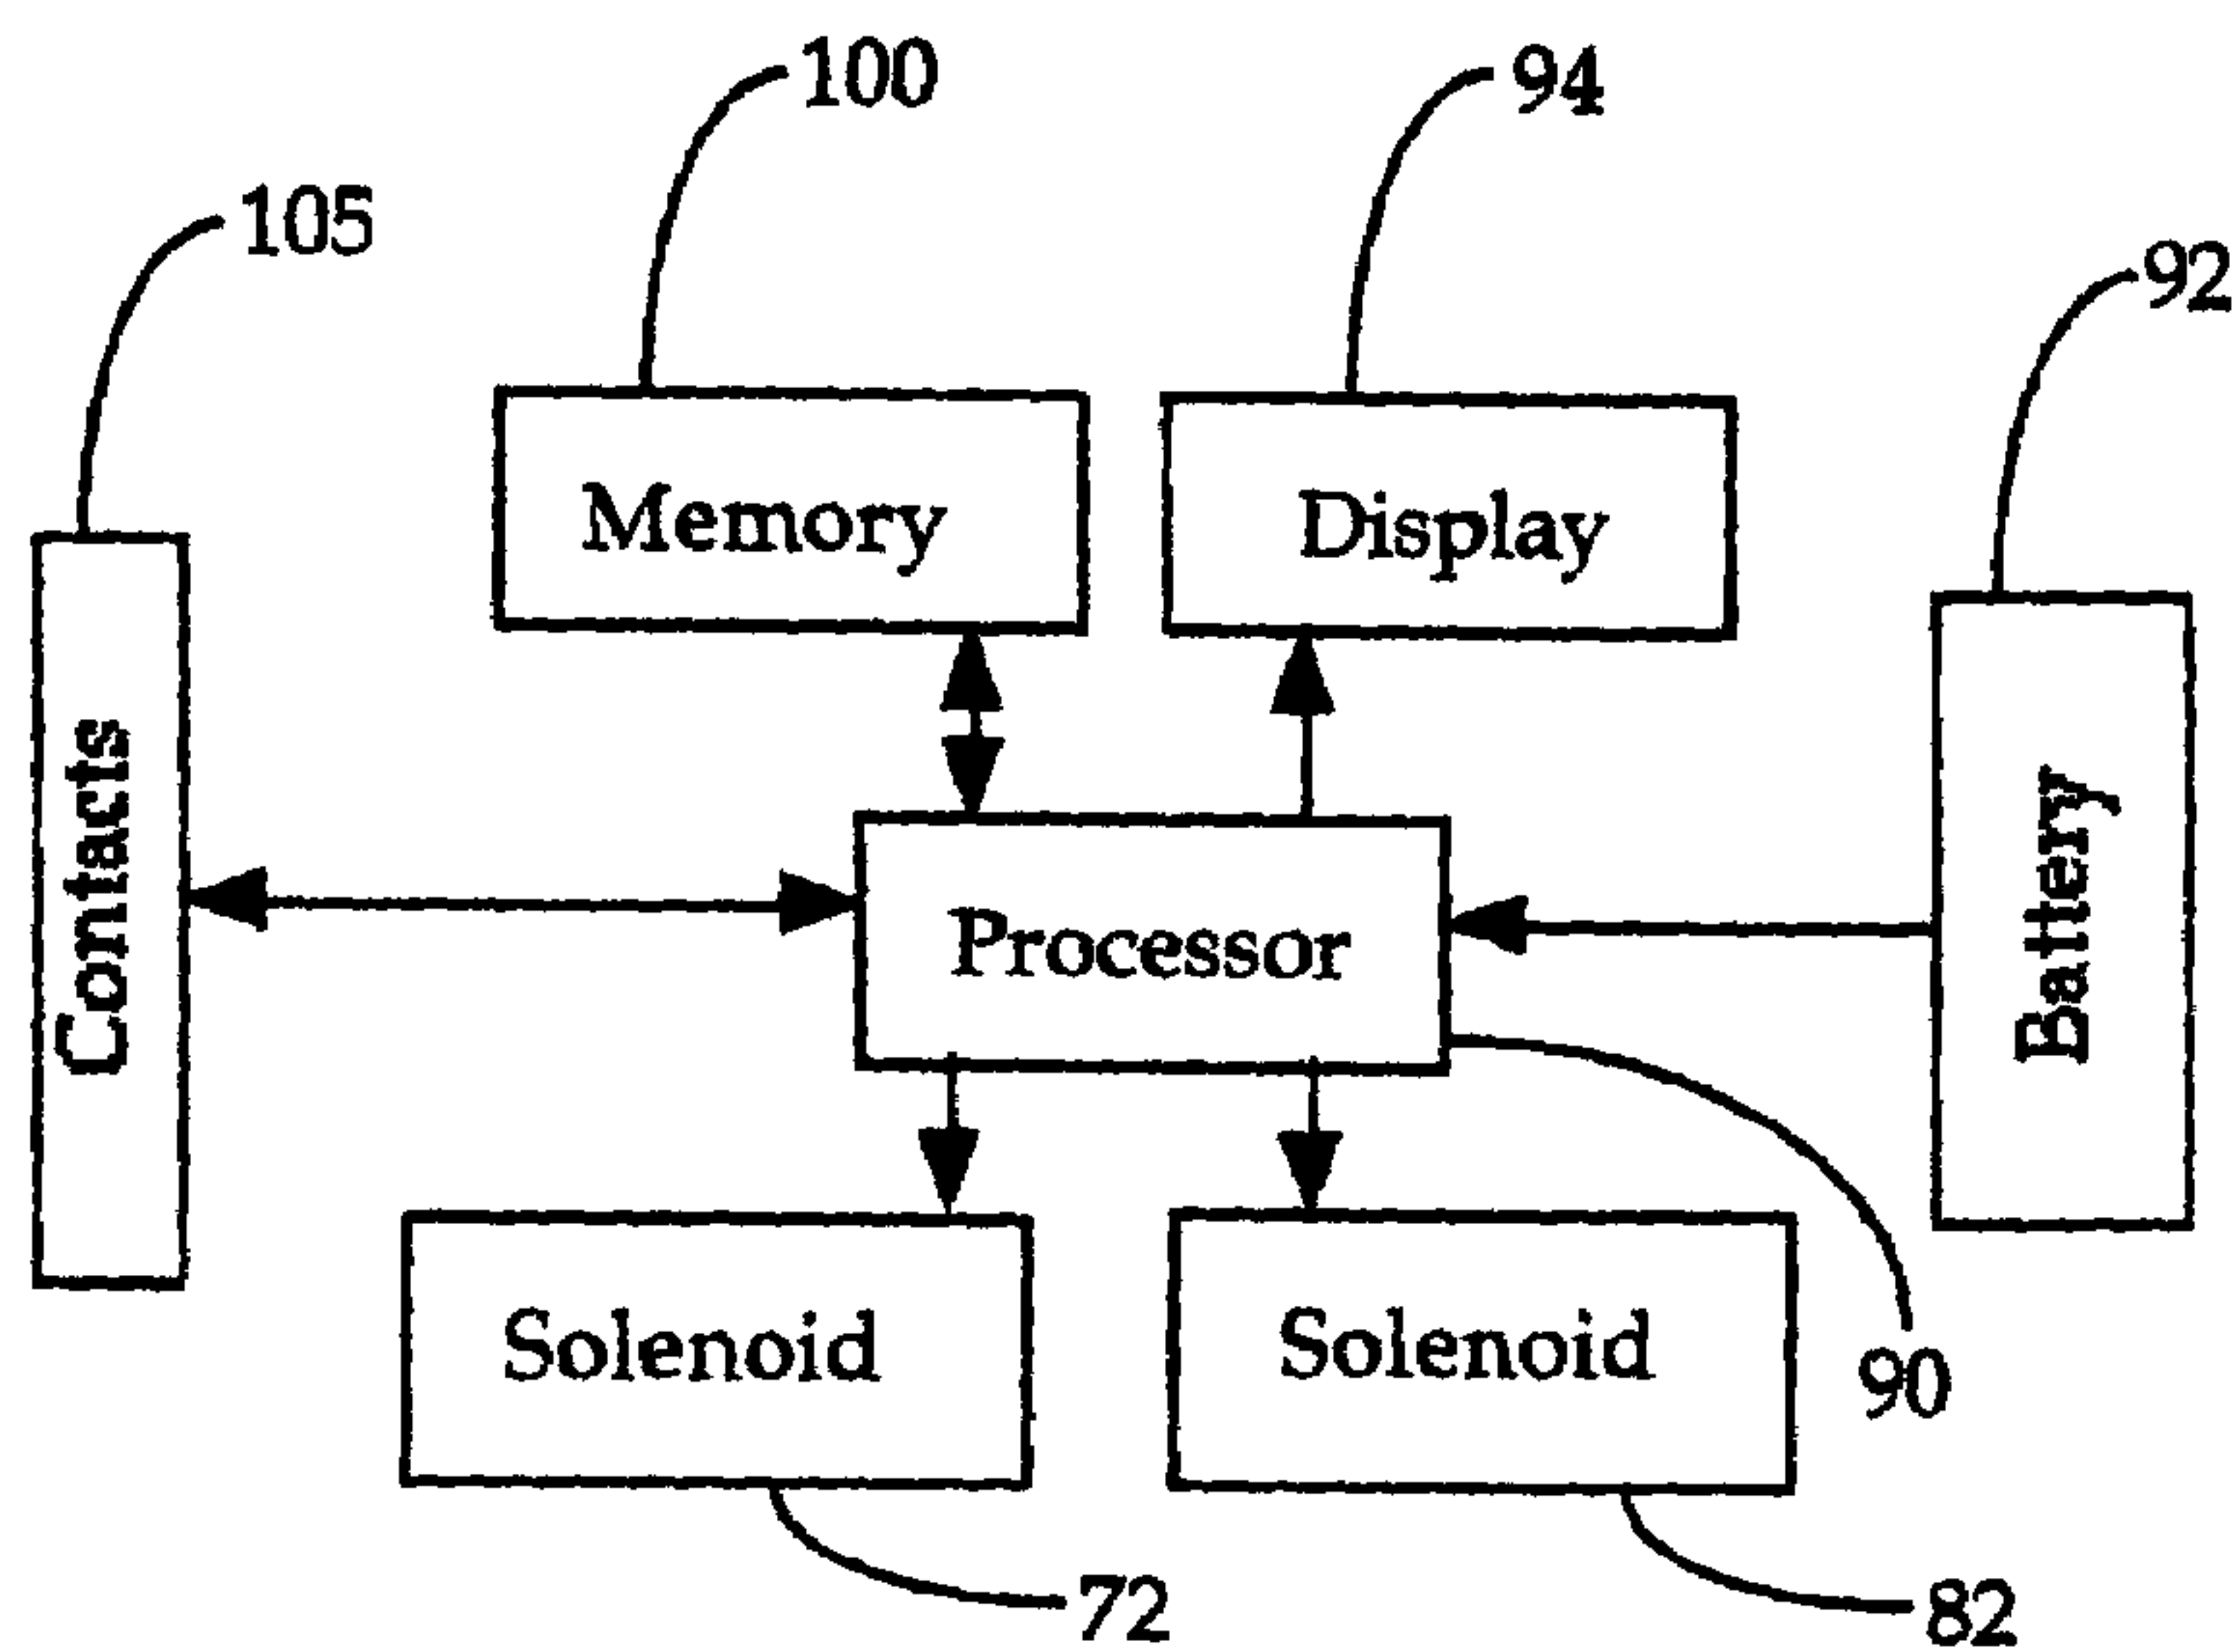 100
94
105
92
Memory
Display
Contacts
Processor
Battery
Solenoid
Solenoid
90
72
82